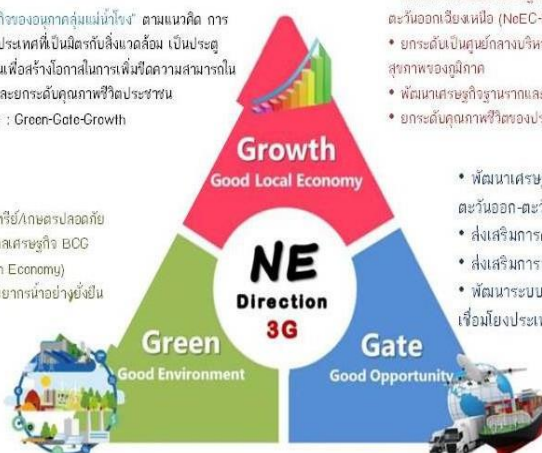 กิจของอนุภาคลุ่มแม่น้ำโขง" ตามแนวคิด การ
ประเทศที่เป็นมิตรกับสิ่งแวดล้อม เป็นประตู
นเพื่อสร้างโอกาสในการเพิ่มขีดความสามารถใน
และยกระดับคุณภาพชีวิตประชาชน
: Green-Gate-Growth
ตะวันออกเฉียงเหนือ (NeEC-
• ยกระดับเป็นศูนย์กลางบริห
สุขภาพของภูมิภาค
• พัฒนาเศรษฐกิจฐานรากและ
• ยกระดับคุณภาพชีวิตของปร
Growth
Good Local Economy
ทรีย์/เกษตรปลอดภัย
ลเศรษฐกิจ BCG
n Economy)
ยากรน้ำอย่างยั่งยืน
• พัฒนาเศรษฐ
ตะวันออก-ตะวั
• ส่งเสริมการ
• ส่งเสริมการ
• พัฒนาระบบ
เชื่อมโยงประเท
NE
Direction
3G
Green
Good Environment
Gate
Good Opportunity